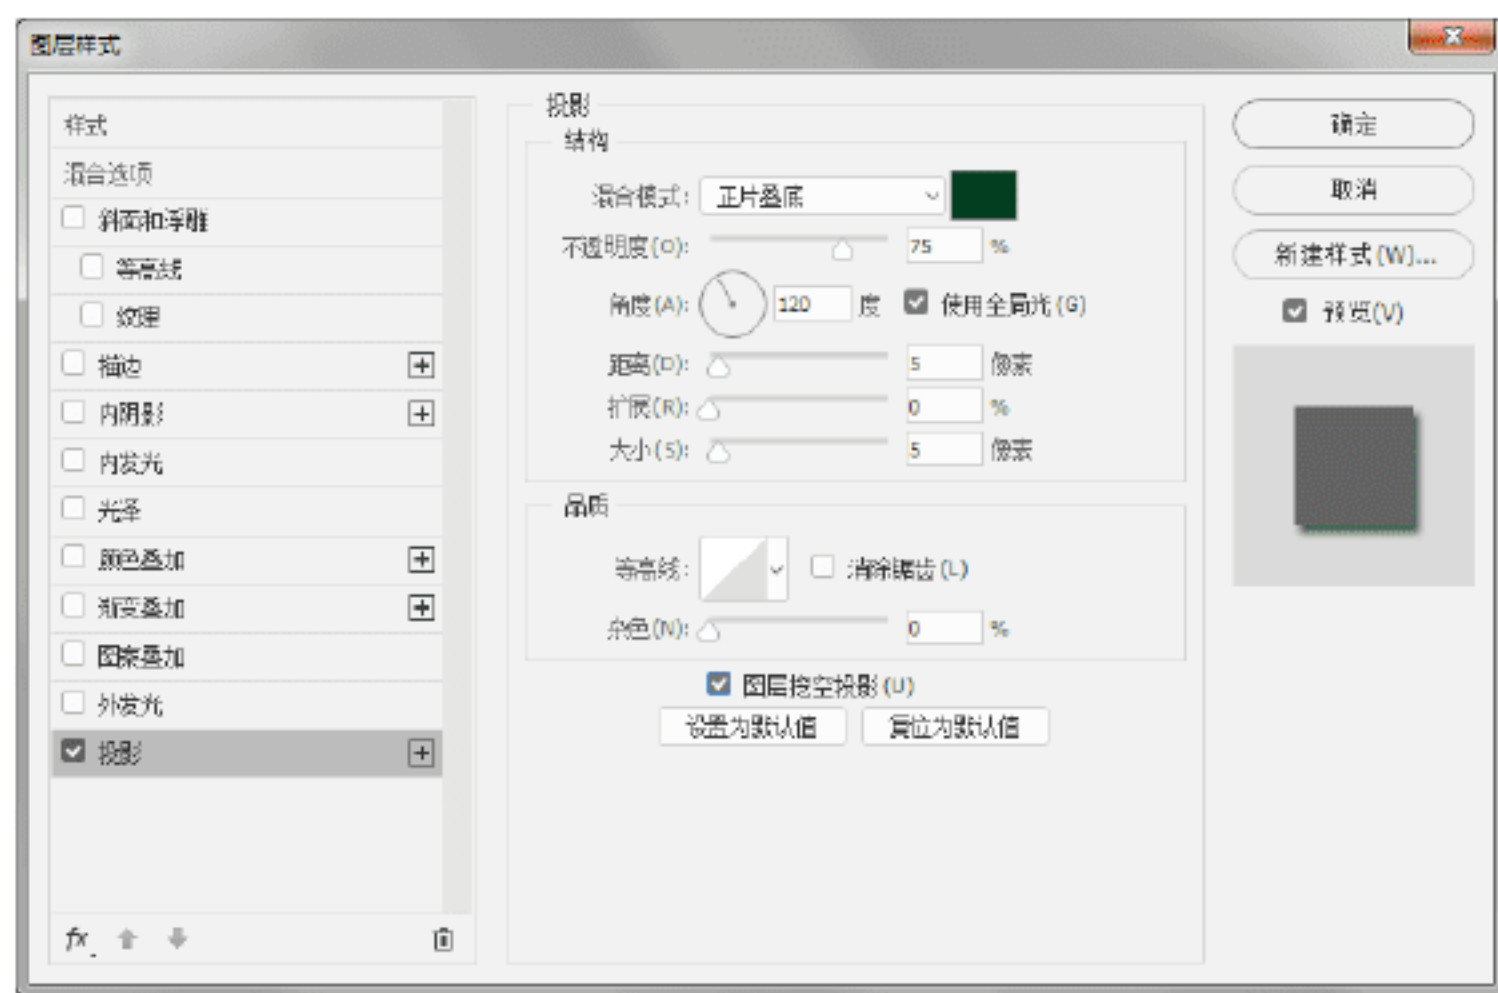 图层样式
样式
混合选项
斜面和浮雕
等高线
纹理
描边
内阴影
内发光
光泽
颜色叠加
渐变叠加
图案叠加
外发光
投影
fx
投影
结构
混合模式: 正片叠底
不透明度(O): 75 %
角度(A): 120 度 使用全局光(G)
距离(D): 5 像素
扩展(R): 0 %
大小(S): 5 像素
品质
等高线: 消除锯齿(L)
杂色(N): 0 %
图层挖空投影(U)
设置为默认值 复位为默认值
确定
取消
新建样式(W)...
预览(V)